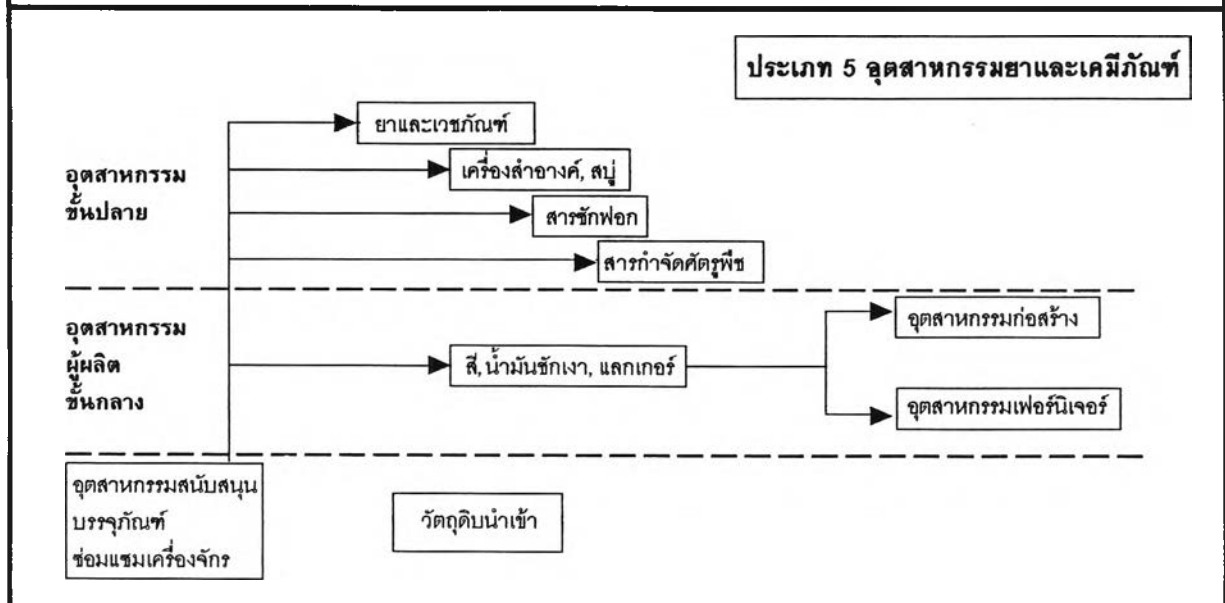 ประเภท 5 อุตสาหกรรมยาและเคมีภัณฑ์
ยาและเวชภัณฑ์
อุตสาหกรรม
ขั้นปลาย
เครื่องสำอางค์, สบู่
สารซักฟอก
สารกำจัดศัตรูพืช
อุตสาหกรรม
ผู้ผลิต
ขั้นกลาง
สี,น้ำมันชักเงา, แลกเกอร์
อุตสาหกรรมก่อสร้าง
อุตสาหกรรมเฟอร์นิเจอร์
อุตสาหกรรมสนับสนุน
บรรจุภัณฑ์
ซ่อมแซมเครื่องจักร
วัตถุดิบนำเข้า